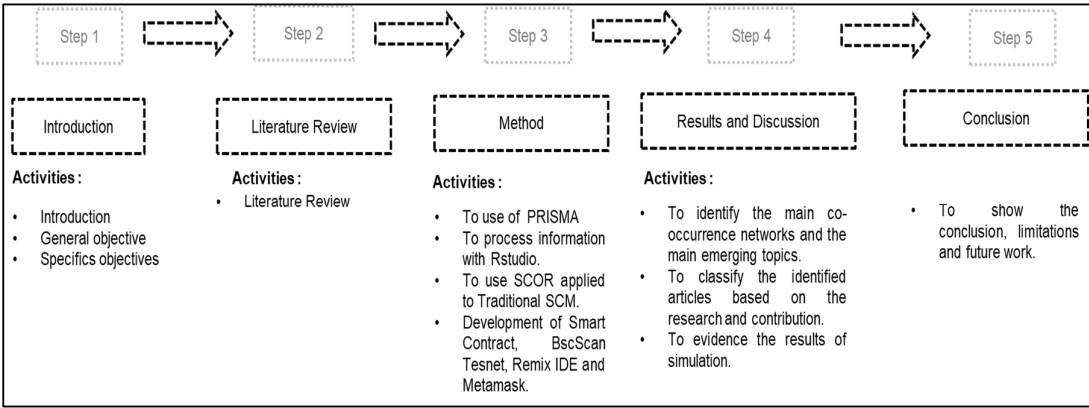 Step 1
Step 2
Step 3
Step 4
Step 5
Introduction
Literature Review
Method
Results and Discussion
Conclusion
Activities :
• Introduction
• General objective
• Specifics objectives
Activities :
• Literature Review
Activities :
• To use of PRISMA
• To process information
with Rstudio.
• To use SCOR applied
to Traditional SCM.
• Development of Smart
Contract, BscScan
Tesnet, Remix IDE and
Metamask.
Activities :
• To identify the main co-
occurrence networks and the
main emerging topics.
• To classify the identified
articles based on the
research and contribution.
• To evidence the results of
simulation.
• To show the
conclusion, limitations
and future work.